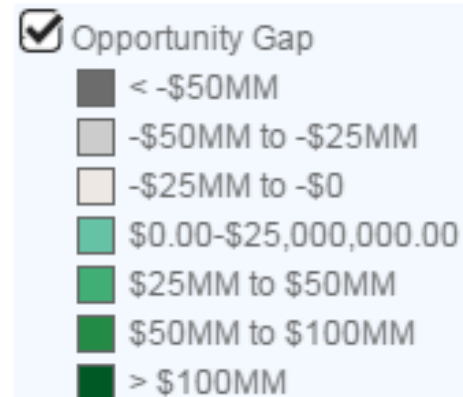 Opportunity Gap
< -$50MM
-$50MM to -$25MM
-$25MM to -$0
$0.00-$25,000,000.00
$25MM to $50MM
$50MM to $100MM
> $100MM